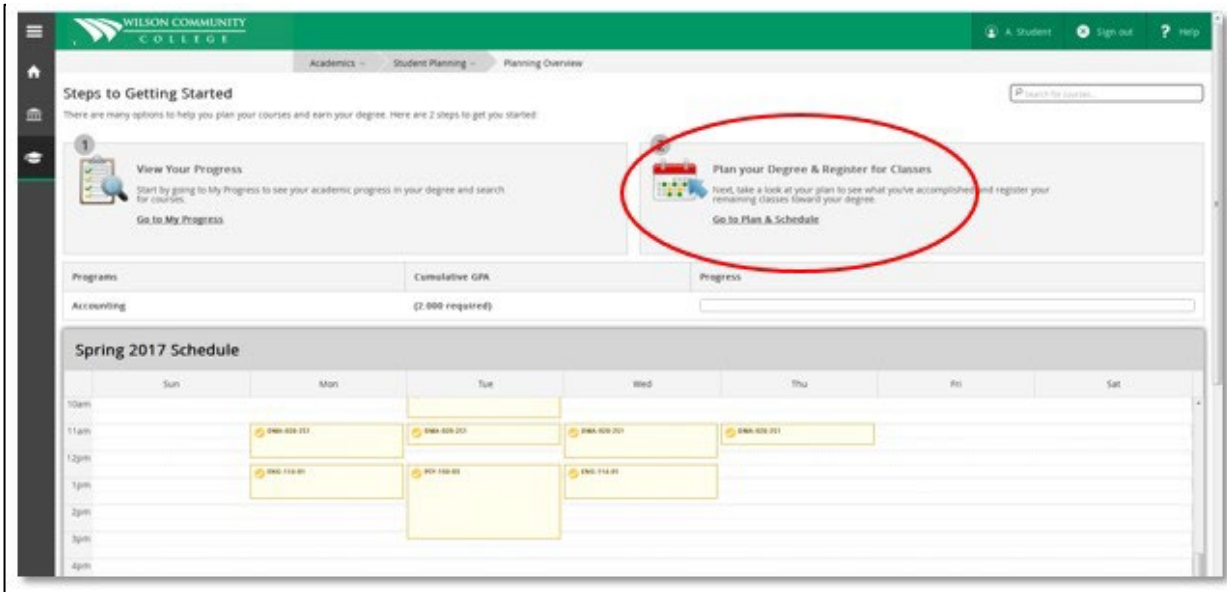 WILSON COMMUNITY
COLLEGE
A. Student
Sign out
? Help
Academics
Student Planning
Planning Overview
Steps to Getting Started
Search for courses...
There are many options to help you plan your courses and earn your degree. Here are 2 steps to get you started:
1
View Your Progress
Start by going to My Progress to see your academic progress in your degree and search
for courses.
Go to My Progress
2
Plan your Degree & Register for Classes
Next, take a look at your plan to see what you've accomplished and register your
remaining classes toward your degree.
Go to Plan & Schedule
Programs
Cumulative GPA
Progress
Accounting
(2.000 required)
Spring 2017 Schedule
Sun
Mon
Tue
Wed
Thu
Fri
Sat
10am
11am
12pm
1pm
2pm
3pm
4pm